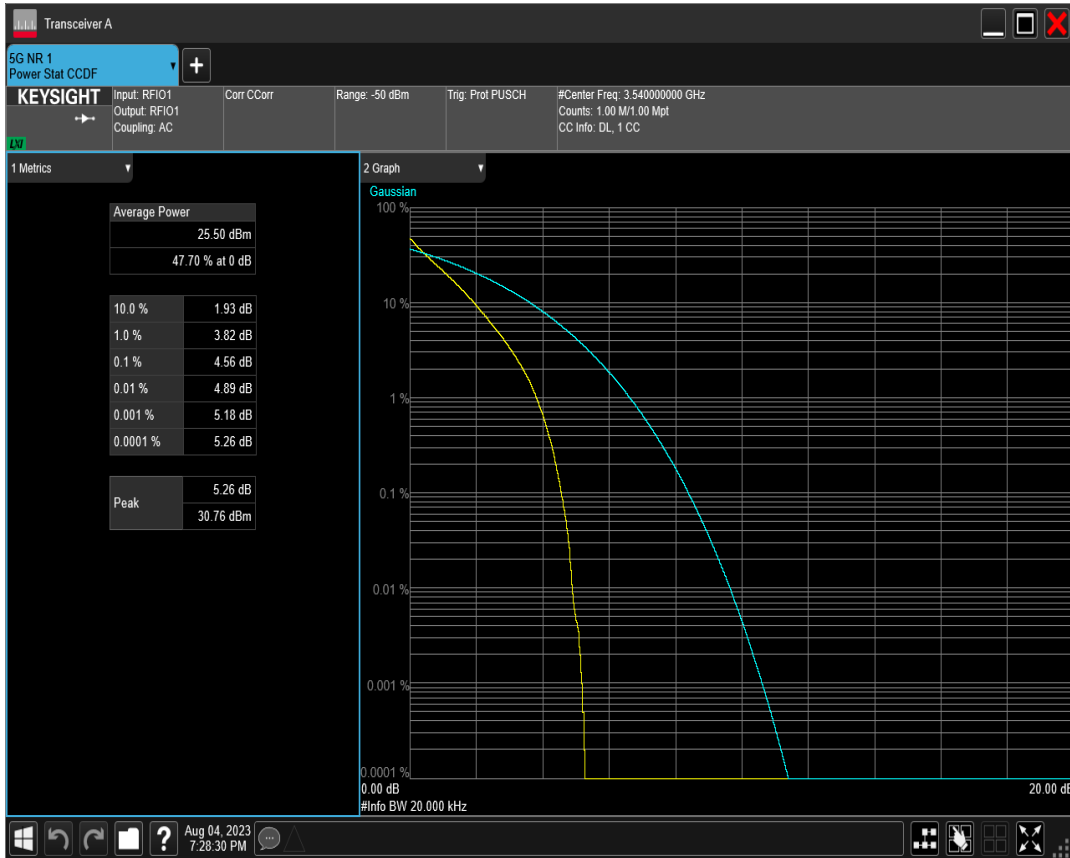 Transceiver A
5G NR 1
Power Stat CCDF
+
KEYSIGHT
LXI
Input: RFIO1
Output: RFIO1
Coupling: AC
Corr CCorr
Range: -50 dBm
Trig: Prot PUSCH
#Center Freq: 3.540000000 GHz
Counts: 1.00 M/1.00 Mpt
CC Info: DL, 1 CC
1 Metrics
Average Power
25.50 dBm
47.70 % at 0 dB
10.0 % 1.93 dB
1.0 % 3.82 dB
0.1 % 4.56 dB
0.01 % 4.89 dB
0.001 % 5.18 dB
0.0001 % 5.26 dB
Peak
5.26 dB
30.76 dBm
2 Graph
Gaussian
100 %
10 %
1 %
0.1 %
0.01 %
0.001 %
0.0001 %
0.00 dB
20.00 dB
#Info BW 20.000 kHz
?
Aug 04, 2023
7:28:30 PM